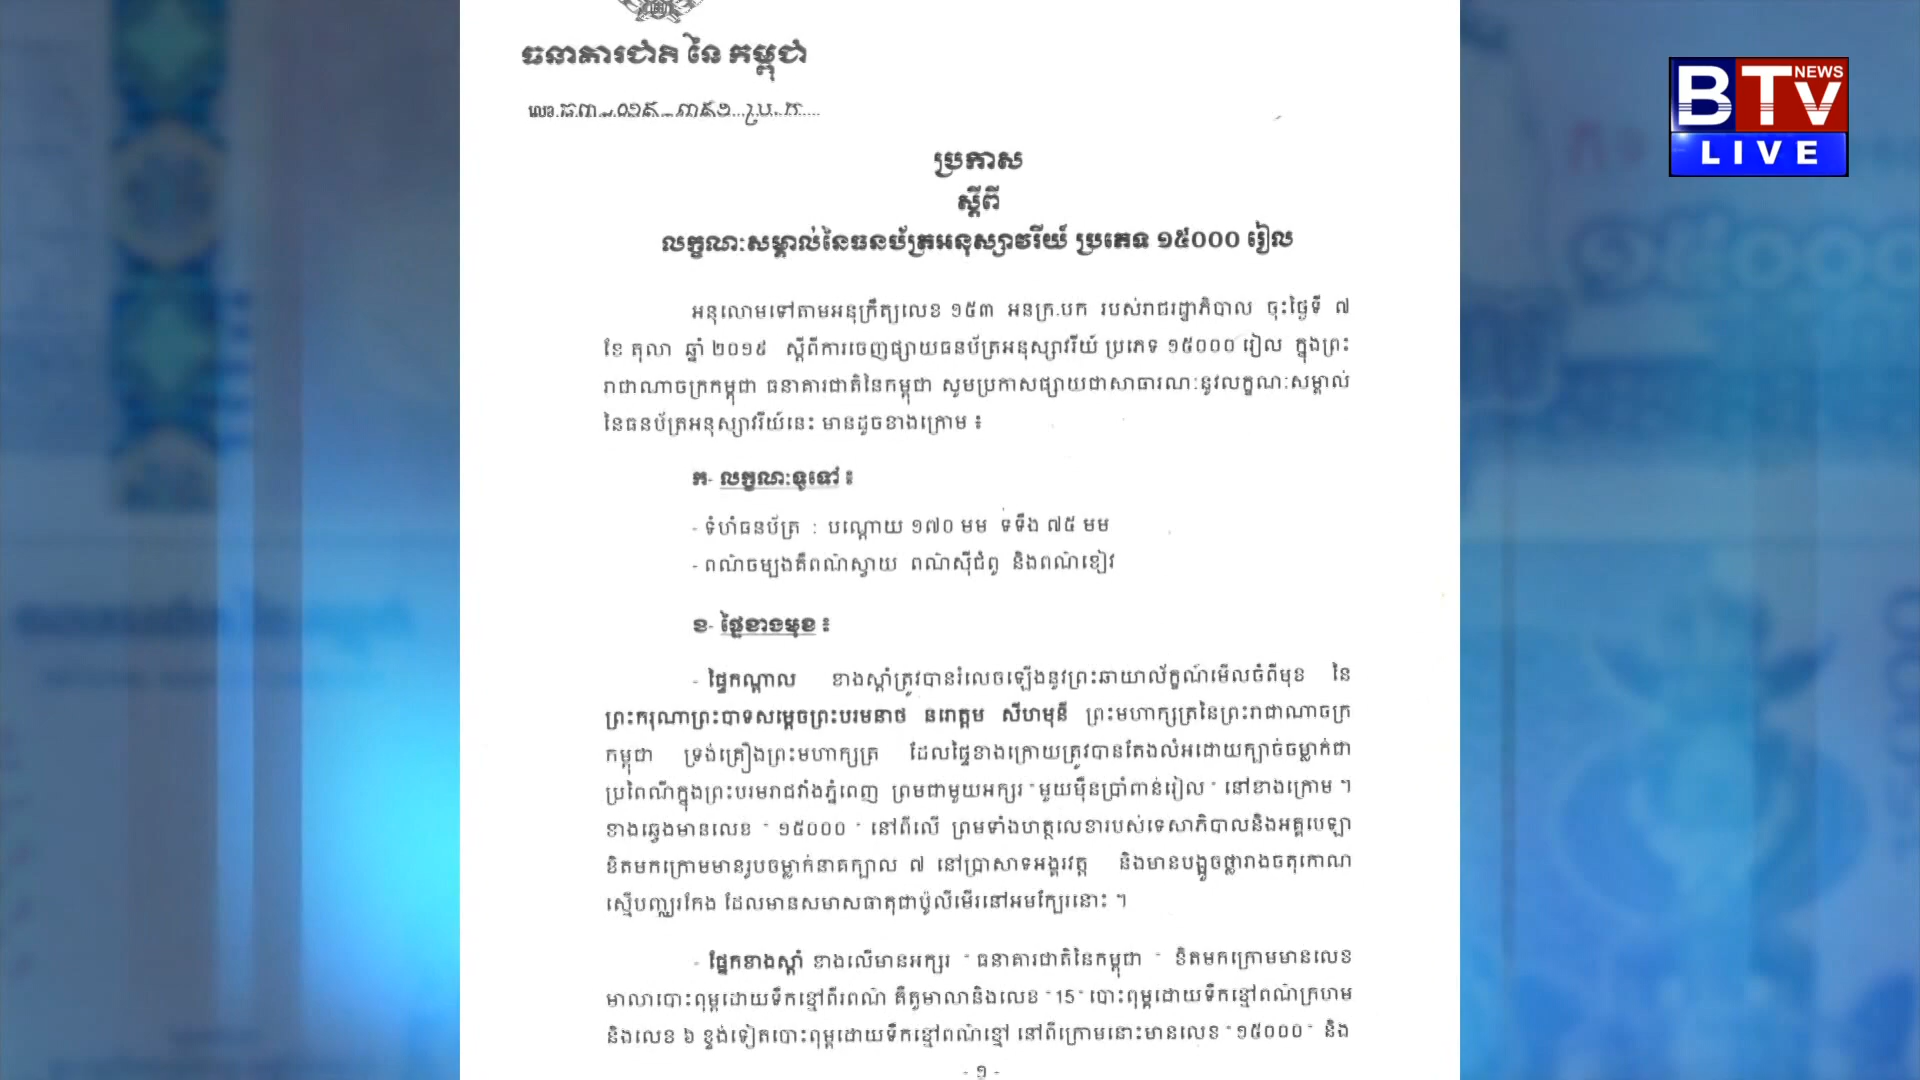 ធនាគារជាតិ នៃ កម្ពុជា
BTV NEWS
LIVE
លេខ.ធ៣-០១៩-៣៩១ ប្រ.ក
ប្រកាស
ស្តីពី
លក្ខណៈសម្គាល់នៃធនប័ត្រអនុស្សាវរីយ៍ ប្រភេទ ១៥០០០ រៀល
អនុលោមទៅតាមអនុក្រឹត្យលេខ ១៥៣ អនក្រ.បក របស់រាជរដ្ឋាភិបាល ចុះថ្ងៃទី ៧
ខែ តុលា ឆ្នាំ ២០១៩ ស្តីពីការចេញផ្សាយធនប័ត្រអនុស្សាវរីយ៍ ប្រភេទ ១៥០០០ រៀល ក្នុងព្រះ
រាជាណាចក្រកម្ពុជា ធនាគារជាតិនៃកម្ពុជា សូមប្រកាសផ្សាយជាសាធារណៈនូវលក្ខណៈសម្គាល់
នៃធនប័ត្រអនុស្សាវរីយ៍នេះ មានដូចខាងក្រោម ៖
ក- លក្ខណៈទូទៅ ៖
- ទំហំធនប័ត្រ : បណ្តោយ ១៧០ មម ទទឹង ៧៥ មម
- ពណ៌ចម្បងគឺពណ៌ស្វាយ ពណ៌ស៊ីជំពូ និងពណ៌ខៀវ
ខ- ផ្ទៃខាងមុខ ៖
- ផ្ទៃកណ្តាល ខាងស្តាំត្រូវបានរំលេចឡើងនូវព្រះឆាយាល័ក្ខណ៍មើលចំពីមុខ នៃ
ព្រះករុណាព្រះបាទសម្តេចព្រះបរមនាថ នរោត្តម សីហមុនី ព្រះមហាក្សត្រនៃព្រះរាជាណាចក្រ
កម្ពុជា ទ្រង់គ្រឿងព្រះមហាក្សត្រ ដែលផ្ទៃខាងក្រោយត្រូវបានតែងលំអដោយក្បាច់ចម្លាក់ជា
ប្រពៃណីក្នុងព្រះបរមរាជវាំងភ្នំពេញ ព្រមជាមួយអក្សរ "មួយម៉ឺនប្រាំពាន់រៀល" នៅខាងក្រោម ។
ខាងឆ្វេងមានលេខ " ១៥០០០ " នៅពីលើ ព្រមទាំងហត្ថលេខារបស់ទេសាភិបាលនិងអគ្គបេឡា
ខិតមកក្រោមមានរូបចម្លាក់នាគក្បាល ៧ នៅប្រាសាទអង្គរវត្ត និងមានបង្អួចថ្លារាងចតុកោណ
ស្មើបញ្ឈរកែង ដែលមានសមាសធាតុជាប៉ូលីមើរនៅអមក្បែរនោះ ។
- ផ្នែកខាងស្តាំ ខាងលើមានអក្សរ "ធនាគារជាតិនៃកម្ពុជា " ខិតមកក្រោមមានលេខ
មាលាបោះពុម្ពដោយទឹកខ្មៅពីរពណ៌ គឺតួមាលានិងលេខ "15" បោះពុម្ពដោយទឹកខ្មៅពណ៌ក្រហម
និងលេខ ៦ ខ្ទង់ទៀតបោះពុម្ពដោយទឹកខ្មៅពណ៌ខ្មៅ នៅពីក្រោមនោះមានលេខ "១៥០០០" និង
- ១ -